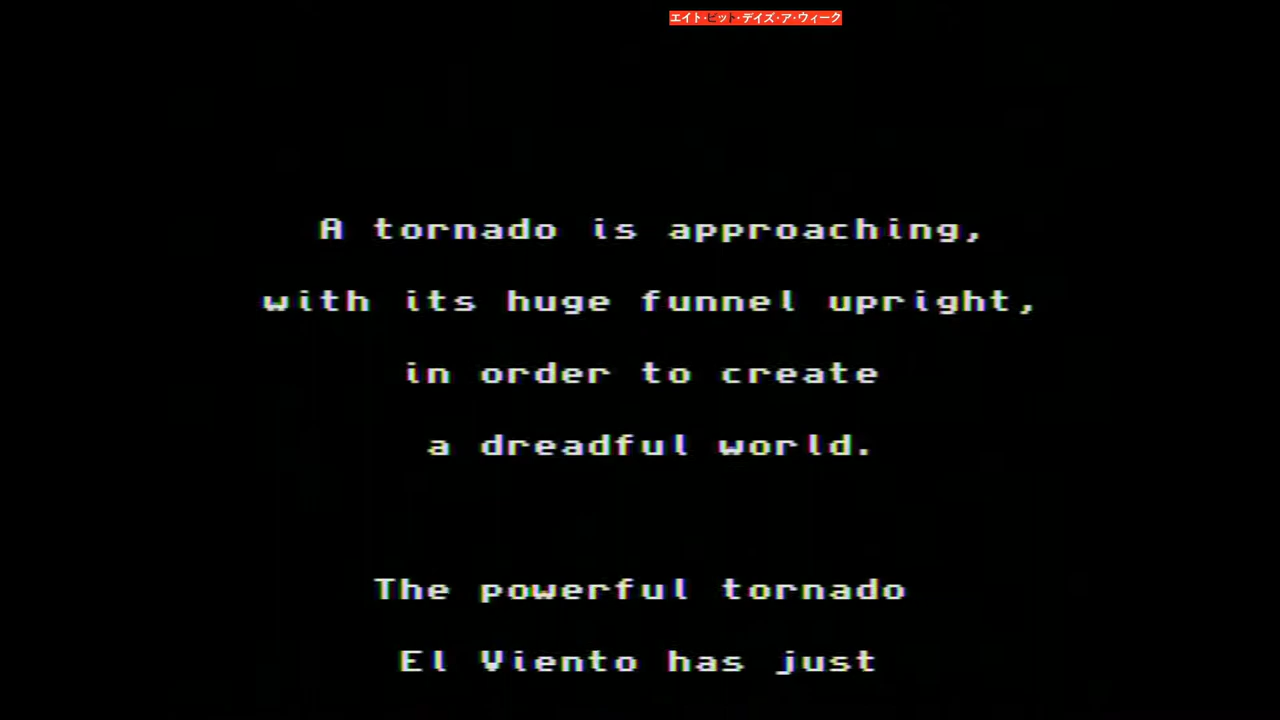 エイト・ビット・デイズ・ア・ウィーク
A tornado is approaching,
with its huge funnel upright,
in order to create
a dreadful world.
The powerful tornado
El Viento has just